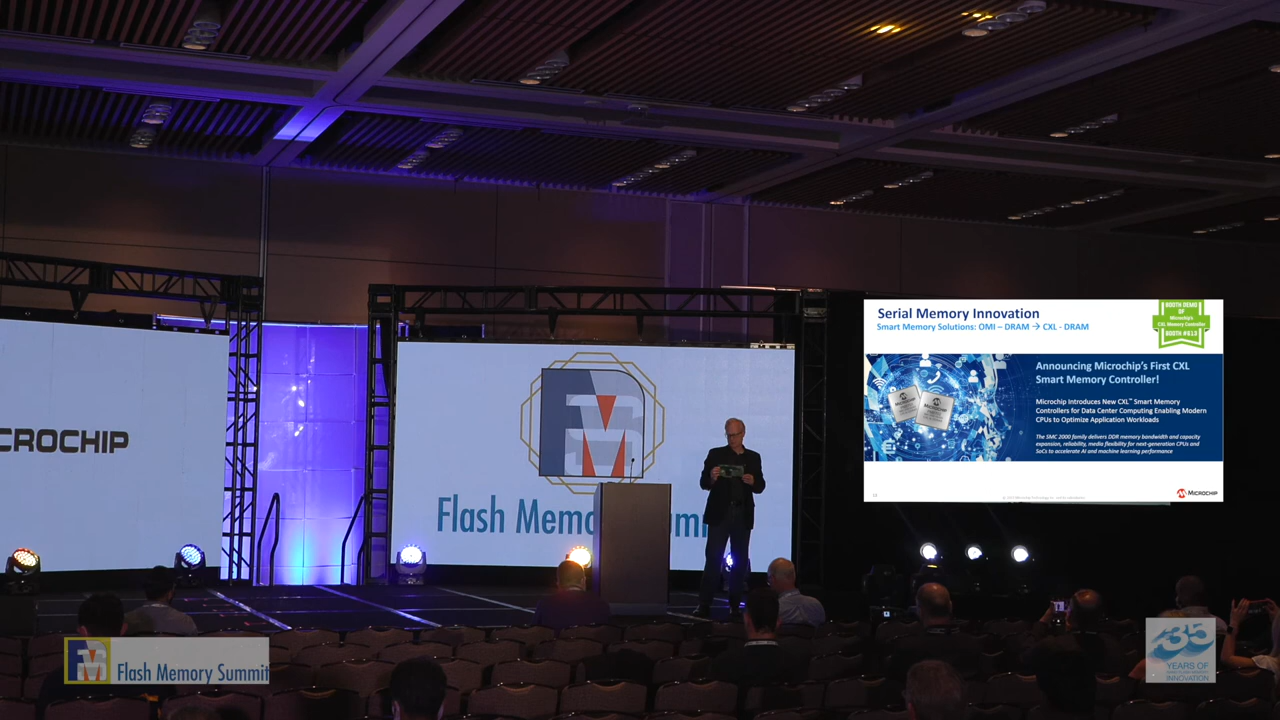 Serial Memory Innovation
Smart Memory Solutions: OMI – DRAM → CXL - DRAM
BOOTH DEMO
OF
Microchip's
CXL Memory Controller
BOOTH #813
Announcing Microchip's First CXL
Smart Memory Controller!
Microchip Introduces New CXL™ Smart Memory
Controllers for Data Center Computing Enabling Modern
CPUs to Optimize Application Workloads
The SMC 2000 family delivers DDR memory bandwidth and capacity
expansion, reliability, media flexibility for next-generation CPUs and
SoCs to accelerate AI and machine learning performance
MICROCHIP
CROCHIP
FMS
Flash Memo Summ
Flash Memory Summit
35
YEARS OF
INNOVATION